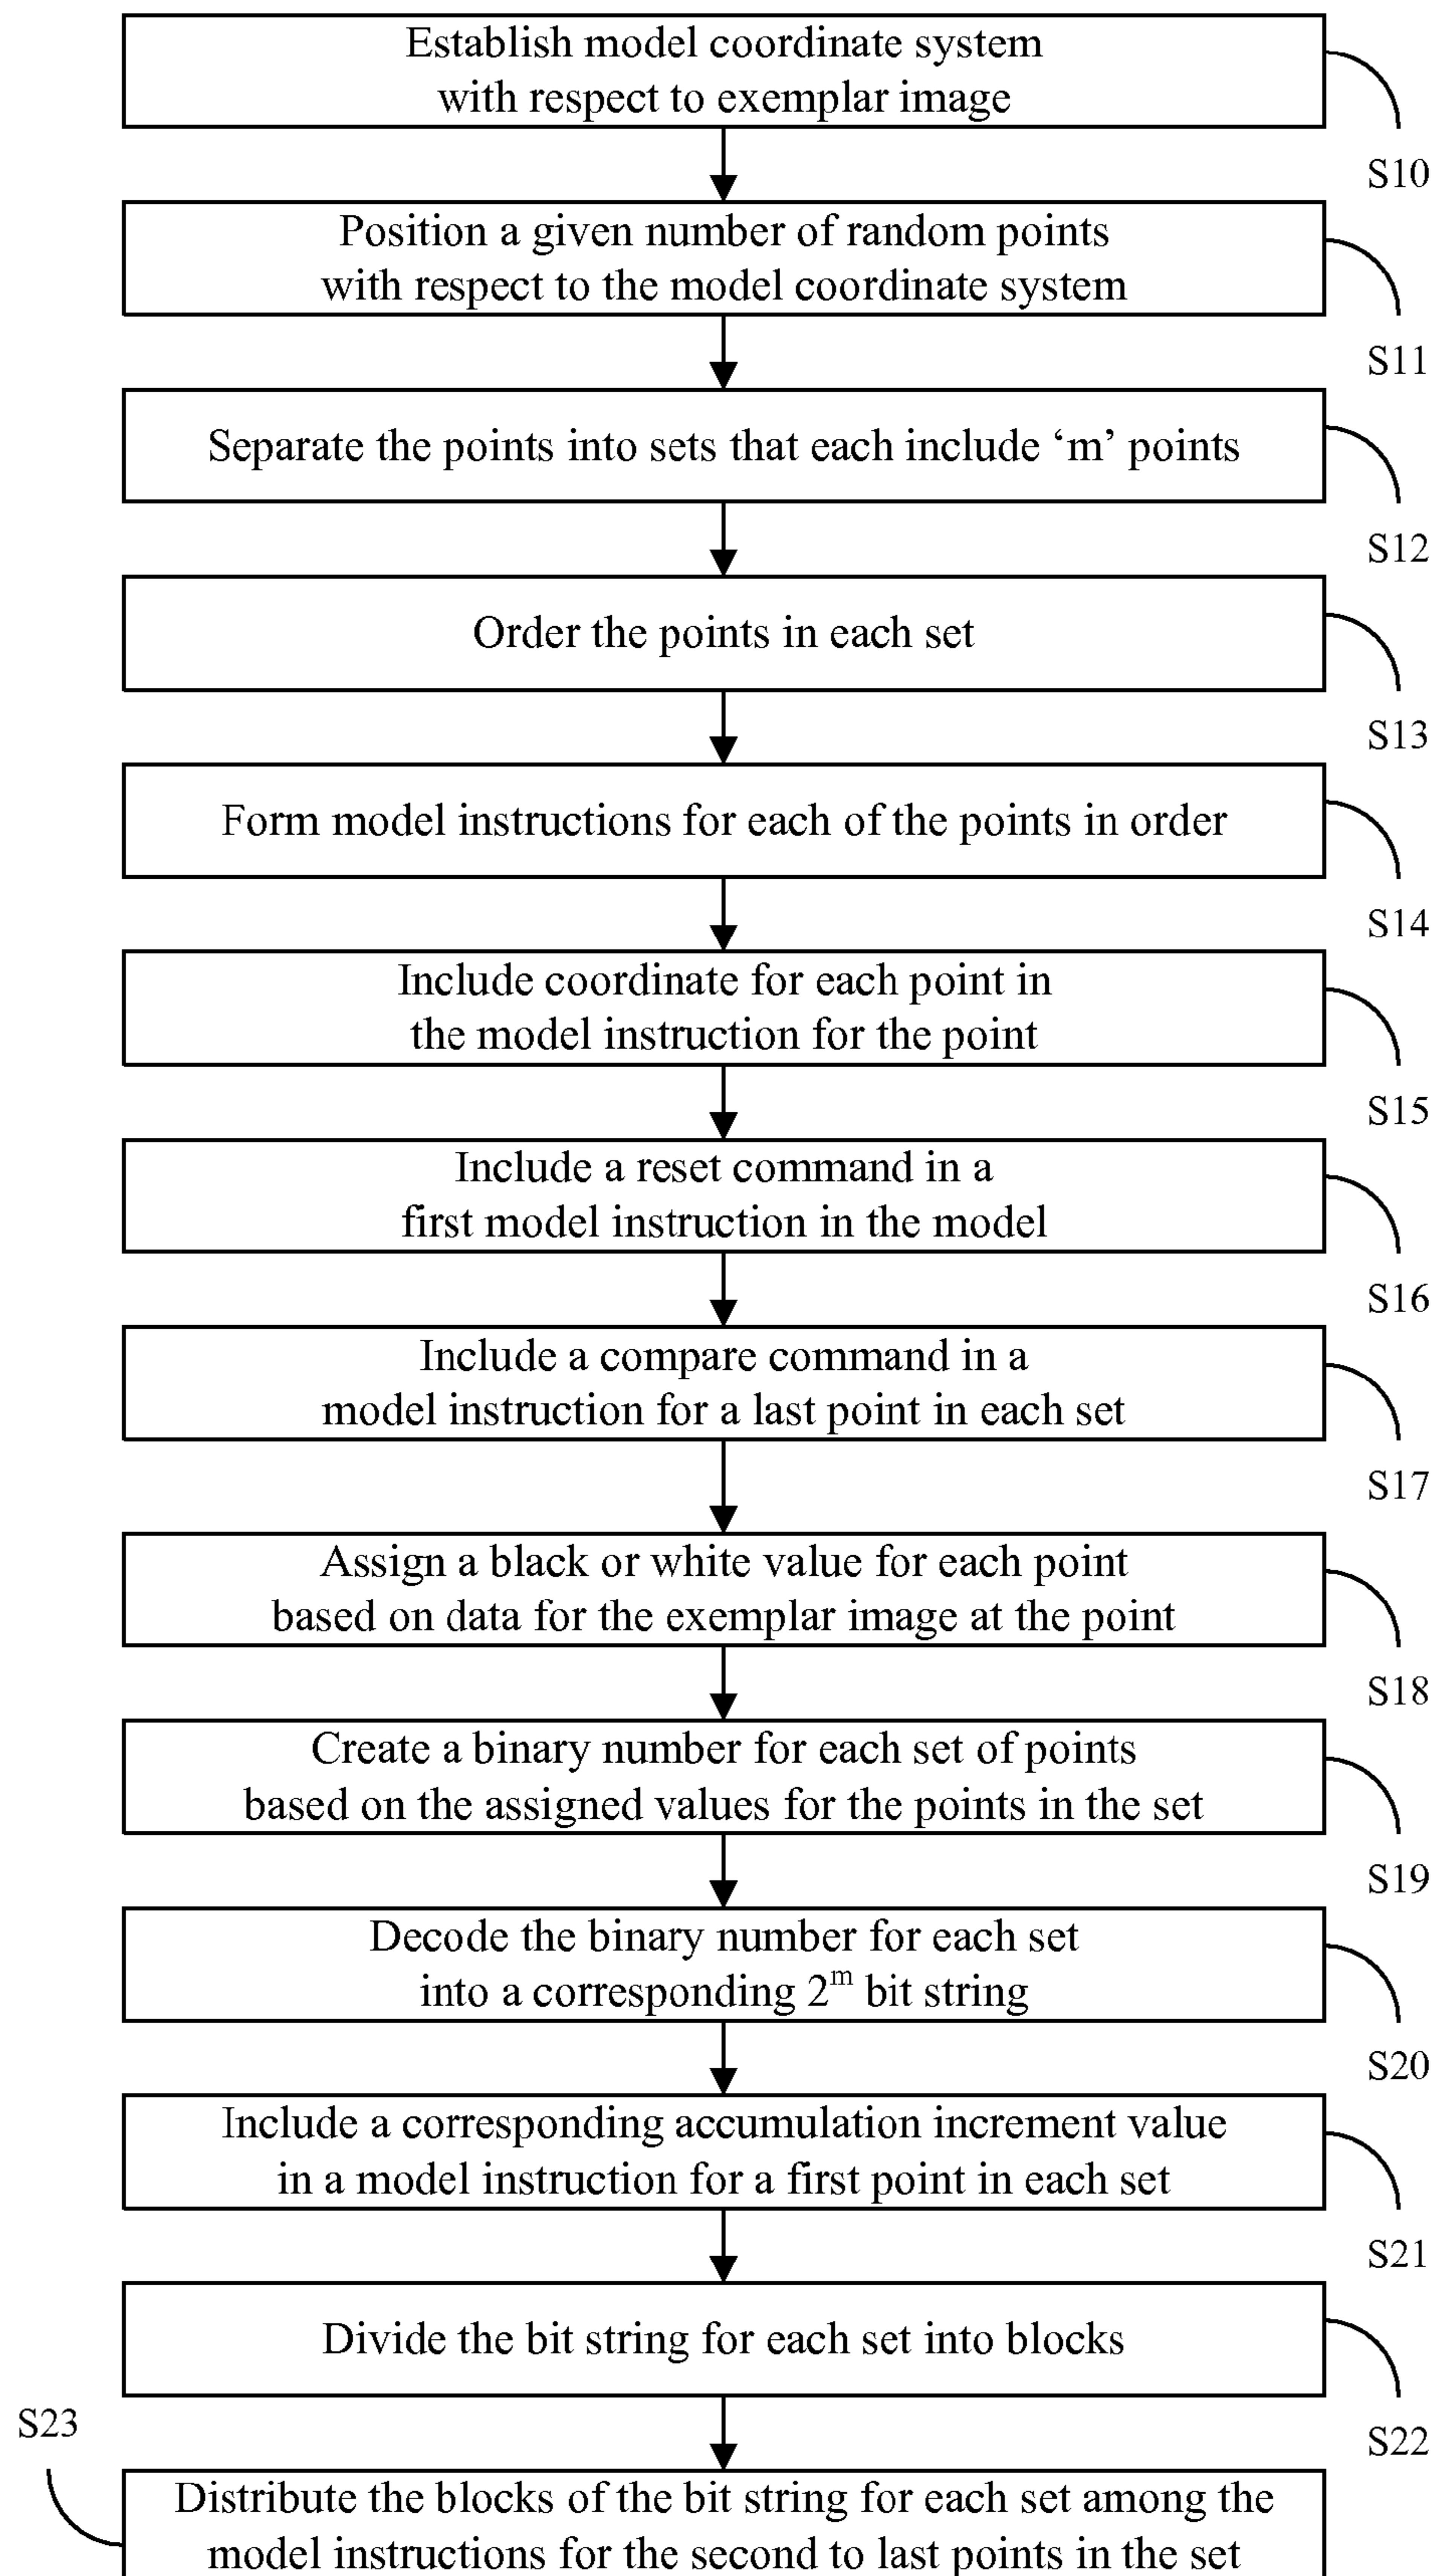 Establish model coordinate system
with respect to exemplar image
S10
Position a given number of random points
with respect to the model coordinate system
S11
Separate the points into sets that each include ‘m’ points
S12
Order the points in each set
S13
Form model instructions for each of the points in order
S14
Include coordinate for each point in
the model instruction for the point
S15
Include a reset command in a
first model instruction in the model
S16
Include a compare command in a
model instruction for a last point in each set
S17
Assign a black or white value for each point
based on data for the exemplar image at the point
S18
Create a binary number for each set of points
based on the assigned values for the points in the set
S19
Decode the binary number for each set
into a corresponding 2^m bit string
S20
Include a corresponding accumulation increment value
in a model instruction for a first point in each set
S21
Divide the bit string for each set into blocks
S22
S23
Distribute the blocks of the bit string for each set among the
model instructions for the second to last points in the set